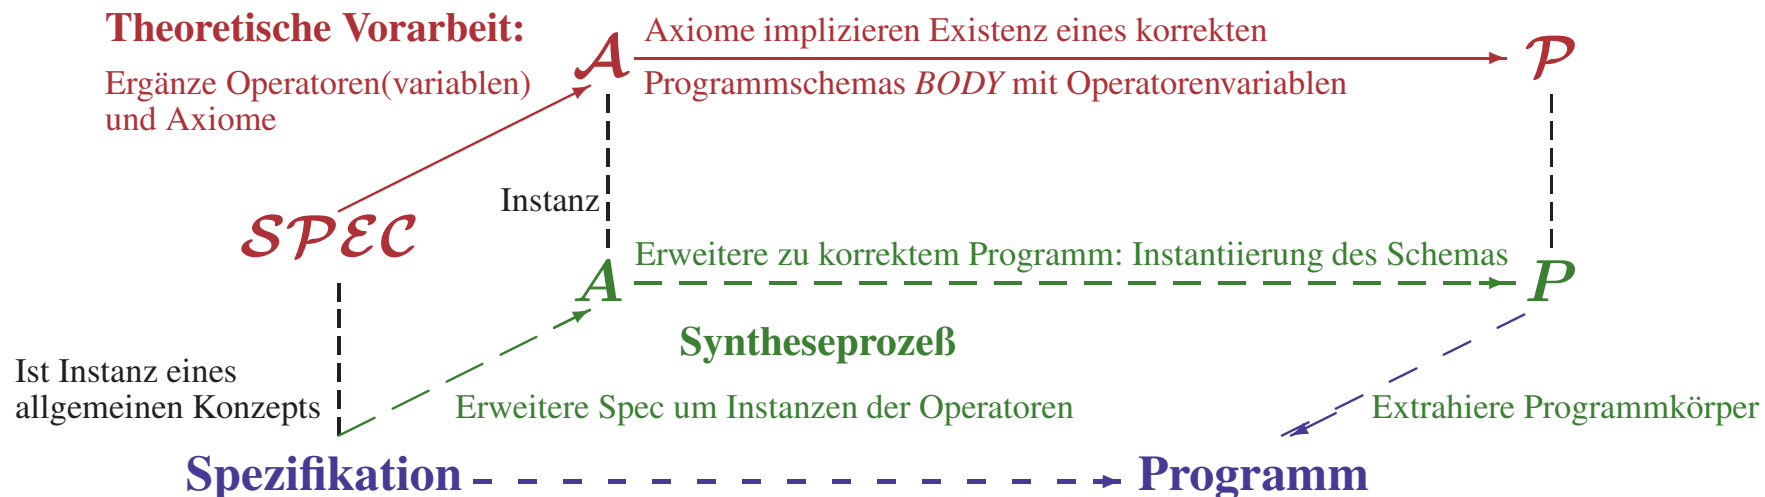 Theoretische Vorarbeit:
Ergänze Operatoren(variablen)
und Axiome
𝒜
Axiome implizieren Existenz eines korrekten
Programmschemas BODY mit Operatorenvariablen
𝒫
Instanz
𝒮𝒫ℰ𝒞
A
Erweitere zu korrektem Programm: Instantiierung des Schemas
P
Syntheseprozeß
Ist Instanz eines
allgemeinen Konzepts
Erweitere Spec um Instanzen der Operatoren
Extrahiere Programmkörper
Spezifikation
Programm